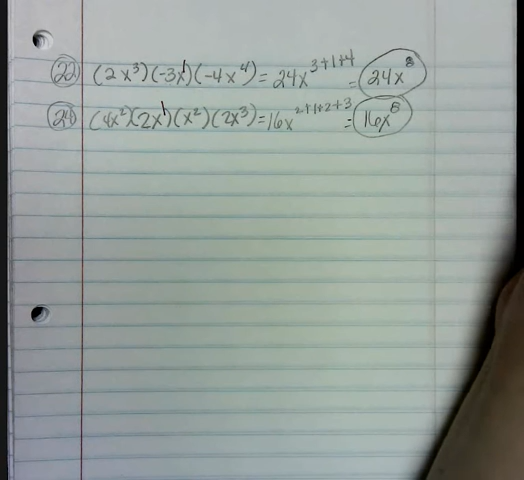 22 (2x³)(-3x¹)(-4x⁴) = 24x³⁺¹⁺⁴ = 24x⁸
24 (4x²)(2x¹)(x²)(2x³) = 16x²⁺¹⁺²⁺³ = 16x⁸